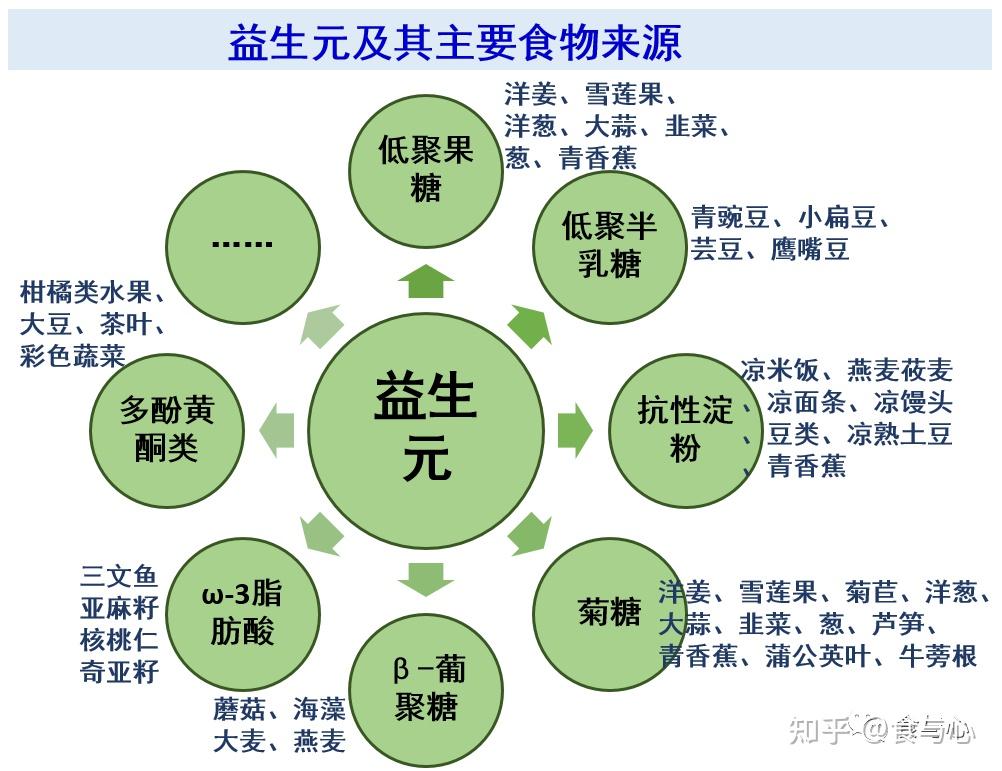 益生元及其主要食物来源
低聚果
糖
洋姜、雪莲果、
洋葱、大蒜、韭菜、
葱、青香蕉
低聚半
乳糖
青豌豆、小扁豆、
芸豆、鹰嘴豆
抗性淀
粉
凉米饭、燕麦莜麦
、凉面条、凉馒头
、豆类、凉熟土豆
、青香蕉
菊糖
洋姜、雪莲果、菊苣、洋葱、
大蒜、韭菜、葱、芦笋、
青香蕉、蒲公英叶、牛蒡根
β–葡
聚糖
蘑菇、海藻
大麦、燕麦
ω-3脂
肪酸
三文鱼
亚麻籽
核桃仁
奇亚籽
多酚黄
酮类
柑橘类水果、
大豆、茶叶、
彩色蔬菜
……
益生
元
知乎 @食与心
食与心